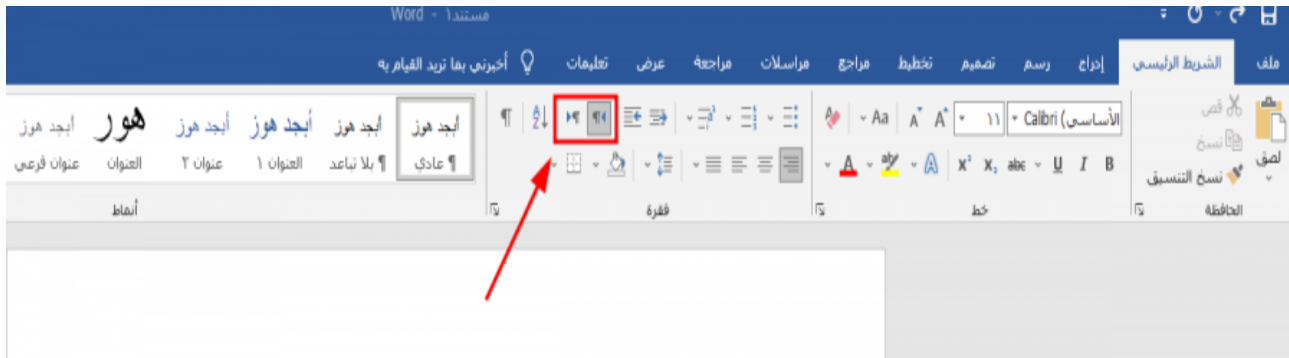 مستند١ - Word
ملف الشريط الرئيسي إدراج رسم تصميم تخطيط مراجع مراسلات مراجعة عرض تعليمات أخبرني بما تريد القيام به
قص
نسخ
نسخ التنسيق
لصق
الحافظة
Calibri (الأساسي ١١ A A Aa
B I U abc X₂ X² A aby A
خط
فقرة
أبجد هوز أبجد هوز أبجد هوز أبجد هوز هور أبجد هوز
¶ عادي ¶ بلا تباعد العنوان ١ عنوان ٢ العنوان عنوان فرعي
أنماط